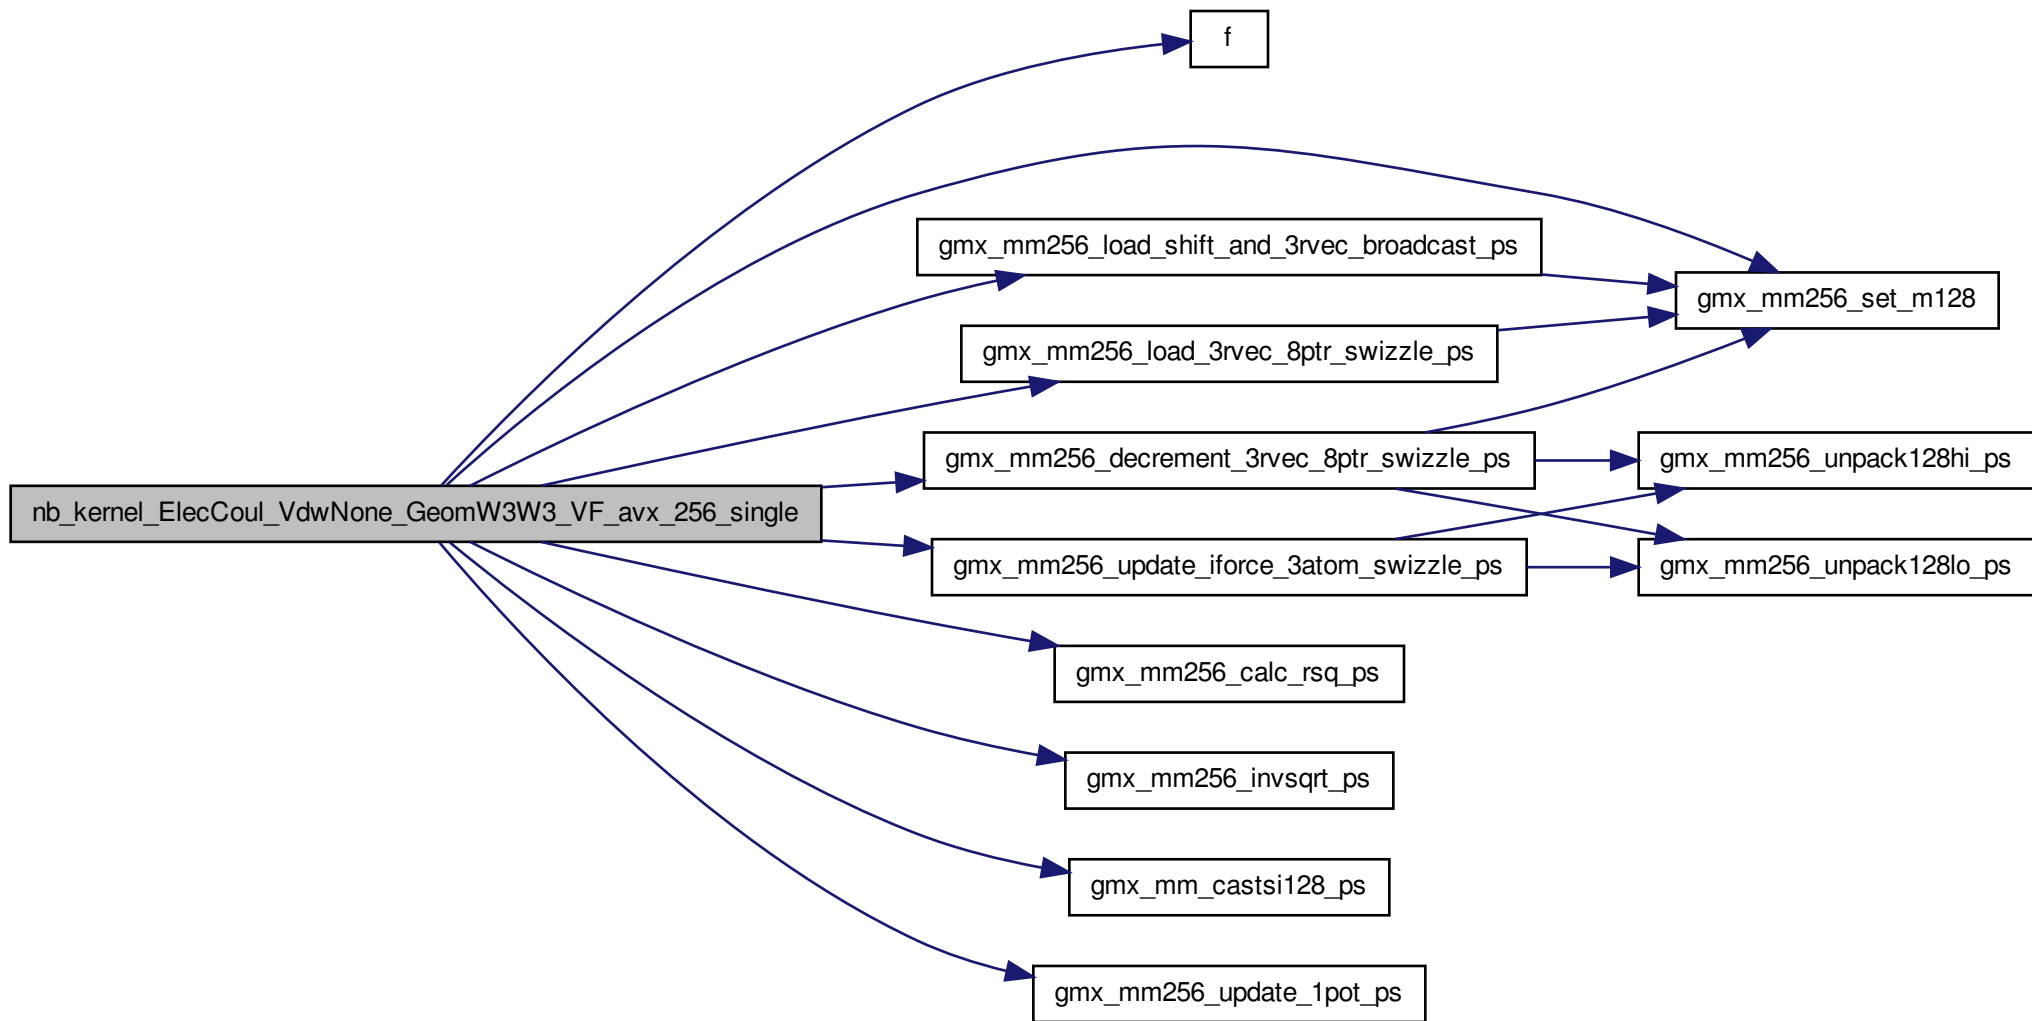 f
gmx_mm256_load_shift_and_3rvec_broadcast_ps
gmx_mm256_set_m128
gmx_mm256_load_3rvec_8ptr_swizzle_ps
gmx_mm256_decrement_3rvec_8ptr_swizzle_ps
gmx_mm256_unpack128hi_ps
nb_kernel_ElecCoul_VdwNone_GeomW3W3_VF_avx_256_single
gmx_mm256_update_iforce_3atom_swizzle_ps
gmx_mm256_unpack128lo_ps
gmx_mm256_calc_rsq_ps
gmx_mm256_invsqrt_ps
gmx_mm_castsi128_ps
gmx_mm256_update_1pot_ps